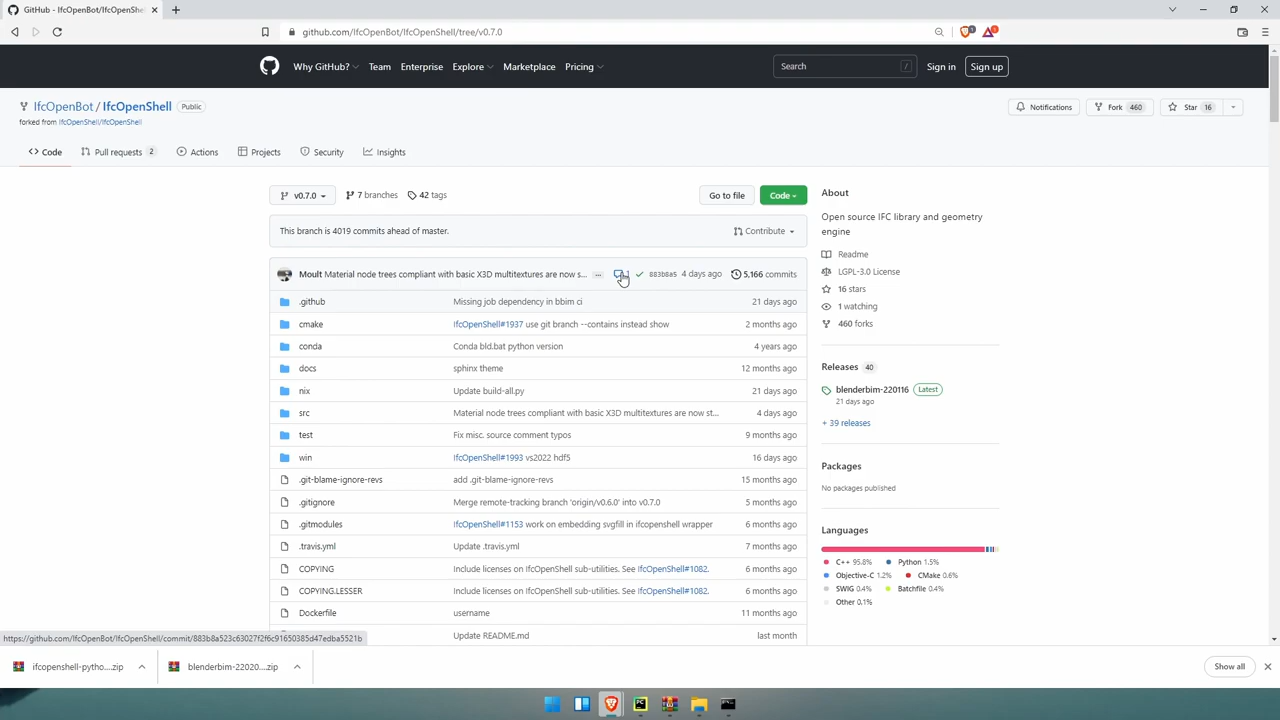 GitHub - IfcOpenBot/IfcOpenShell
github.com/IfcOpenBot/IfcOpenShell/tree/v0.7.0
Why GitHub? Team Enterprise Explore Marketplace Pricing Search / Sign in Sign up
IfcOpenBot / IfcOpenShell Public
Notifications Fork 460 Star 16
forked from IfcOpenShell/IfcOpenShell
Code Pull requests 2 Actions Projects Security Insights
v0.7.0 7 branches 42 tags Go to file Code
This branch is 4019 commits ahead of master. Contribute
Moult Material node trees compliant with basic X3D multitextures are now s... ... 883b8a5 4 days ago 5,166 commits
.github Missing job dependency in bbim ci 21 days ago
cmake IfcOpenShell#1937 use git branch --contains instead show 2 months ago
conda Conda bld.bat python version 4 years ago
docs sphinx theme 12 months ago
nix Update build-all.py 21 days ago
src Material node trees compliant with basic X3D multitextures are now st... 4 days ago
test Fix misc. source comment typos 9 months ago
win IfcOpenShell#1993 vs2022 hdf5 16 days ago
.git-blame-ignore-revs add .git-blame-ignore-revs 15 months ago
.gitignore Merge remote-tracking branch 'origin/v0.6.0' into v0.7.0 5 months ago
.gitmodules IfcOpenShell#1153 work on embedding svgfill in ifcopenshell wrapper 6 months ago
.travis.yml Update .travis.yml 7 months ago
COPYING Include licenses on IfcOpenShell sub-utilities. See IfcOpenShell#1082. 6 months ago
COPYING.LESSER Include licenses on IfcOpenShell sub-utilities. See IfcOpenShell#1082. 6 months ago
Dockerfile username 11 months ago
Update README.md last month
About
Open source IFC library and geometry
engine
Readme
LGPL-3.0 License
16 stars
1 watching
460 forks
Releases 40
blenderbim-220116 Latest
21 days ago
+ 39 releases
Packages
No packages published
Languages
C++ 95.8% Python 1.5%
Objective-C 1.2% CMake 0.6%
SWIG 0.4% Batchfile 0.4%
Other 0.1%
https://github.com/IfcOpenBot/IfcOpenShell/commit/883b8a523c63027f2f6c91650385d47edba5521b
ifcopenshell-pytho....zip blenderbim-22020....zip Show all